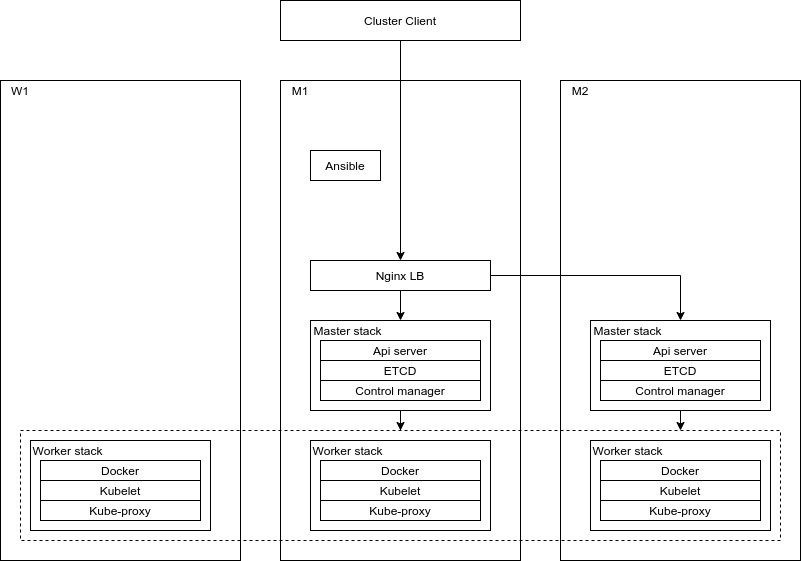 Cluster Client
W1
M1
M2
Ansible
Nginx LB
Master stack
Api server
ETCD
Control manager
Master stack
Api server
ETCD
Control manager
Worker stack
Docker
Kubelet
Kube-proxy
Worker stack
Docker
Kubelet
Kube-proxy
Worker stack
Docker
Kubelet
Kube-proxy